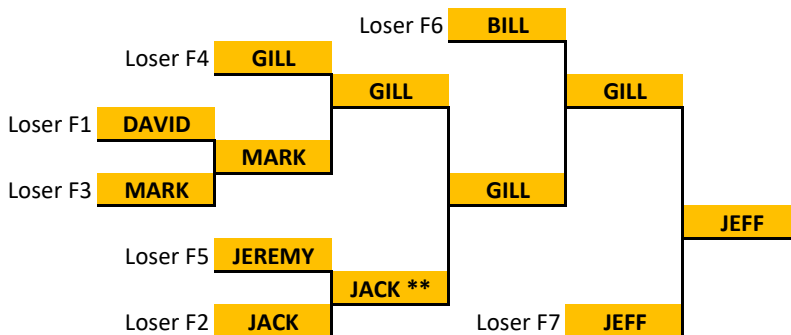 Loser F6 BILL
Loser F4 GILL
GILL
GILL
Loser F1 DAVID
MARK
Loser F3 MARK
GILL
JEFF
Loser F5 JEREMY
JACK **
Loser F2 JACK
Loser F7 JEFF